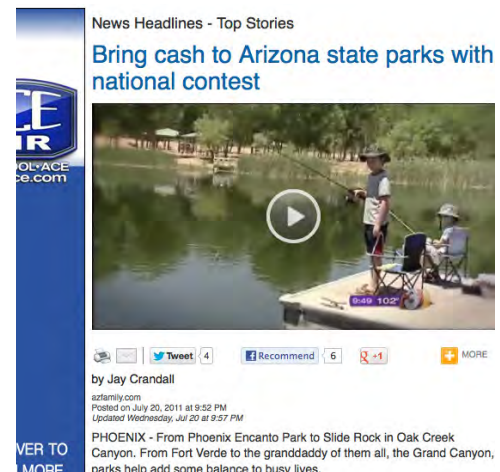 News Headlines - Top Stories
Bring cash to Arizona state parks with
national contest
CE
IR
OOL•ACE
ce.com
9:49 102°
Tweet 4
Recommend 6
+1
MORE
by Jay Crandall
azfamily.com
Posted on July 20, 2011 at 9:52 PM
Updated Wednesday, Jul 20 at 9:57 PM
PHOENIX - From Phoenix Encanto Park to Slide Rock in Oak Creek
Canyon. From Fort Verde to the granddaddy of them all, the Grand Canyon,
parks help add some balance to busy lives.
VER TO
MORE